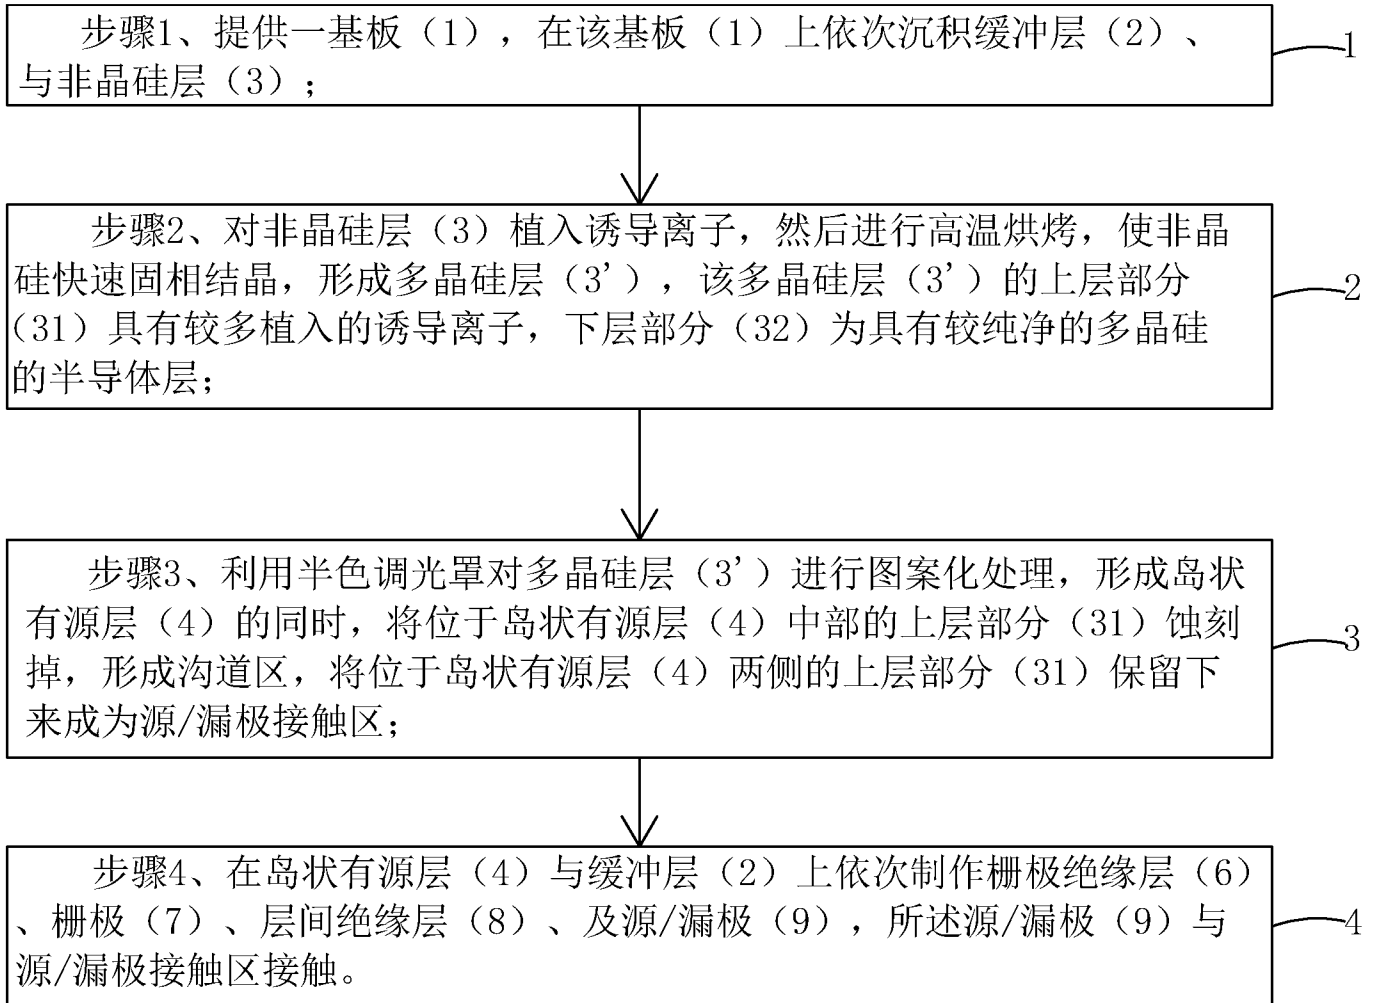 步骤1、提供一基板（1），在该基板（1）上依次沉积缓冲层（2）、
与非晶硅层（3）；
1
步骤2、对非晶硅层（3）植入诱导离子，然后进行高温烘烤，使非晶
硅快速固相结晶，形成多晶硅层（3'），该多晶硅层（3'）的上层部分
（31）具有较多植入的诱导离子，下层部分（32）为具有较纯净的多晶硅
的半导体层；
2
步骤3、利用半色调光罩对多晶硅层（3'）进行图案化处理，形成岛状
有源层（4）的同时，将位于岛状有源层（4）中部的上层部分（31）蚀刻
掉，形成沟道区，将位于岛状有源层（4）两侧的上层部分（31）保留下
来成为源/漏极接触区；
3
步骤4、在岛状有源层（4）与缓冲层（2）上依次制作栅极绝缘层（6）
、栅极（7）、层间绝缘层（8）、及源/漏极（9），所述源/漏极（9）与
源/漏极接触区接触。
4